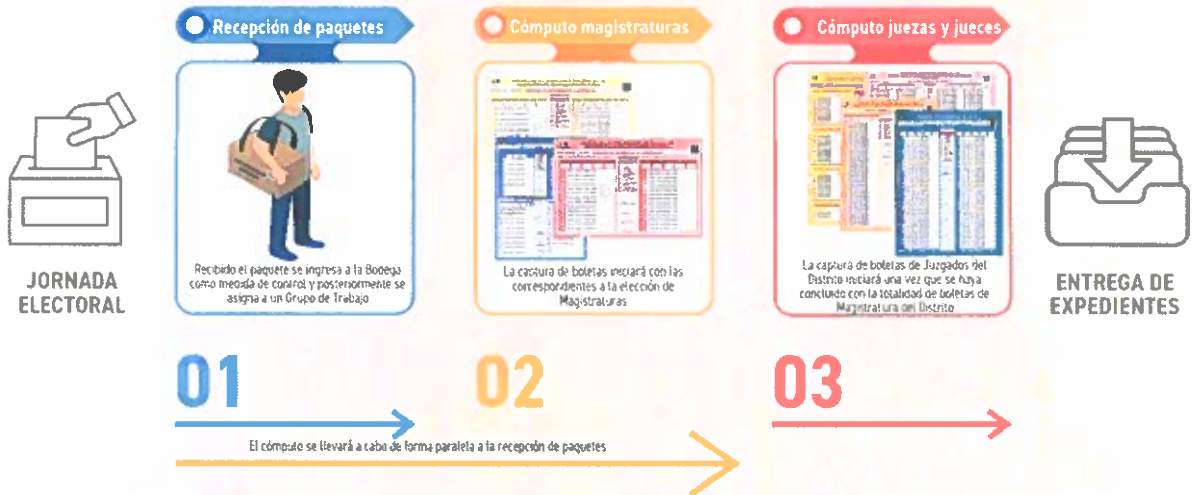 Recepción de paquetes
Cómputo magistraturas
Cómputo juezas y jueces
JORNADA
ELECTORAL
Recibido el paquete se ingresa a la Bodega
como medida de control y posteriormente se
asigna a un Grupo de Trabajo
La captura de boletas iniciará con las
correspondientes a la elección de
Magistraturas
La captura de boletas de Juzgados del
Distrito iniciará una vez que se haya
concluido con la totalidad de boletas de
Magistratura del Distrito
ENTREGA DE
EXPEDIENTES
01
02
03
El cómputo se llevará a cabo de forma paralela a la recepción de paquetes